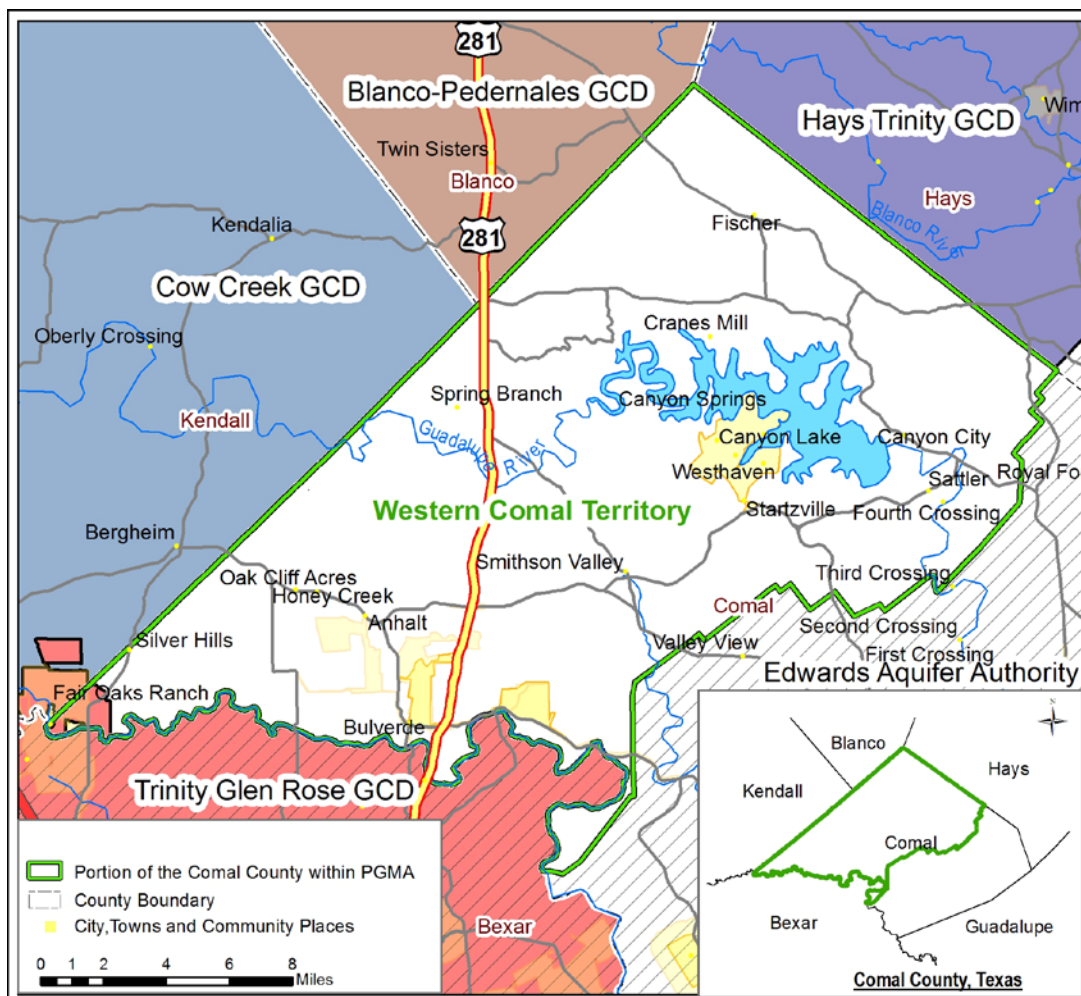 281
Blanco-Pedernales GCD
Hays Trinity GCD
Wim
Twin Sisters
Blanco
Hays
Blanco River
Fischer
Kendalia
281
Cow Creek GCD
Oberly Crossing
Cranes Mill
Spring Branch
Canyon Springs
Kendall
Guadalupe River
Canyon Lake
Canyon City
Westhaven
Sattler
Royal Fo
Western Comal Territory
Startzville
Fourth Crossing
Bergheim
Smithson Valley
Oak Cliff Acres
Third Crossing
Honey Creek
Comal
Anhalt
Second Crossing
Silver Hills
Valley View
First Crossing
Edwards Aquifer Authority
Fair Oaks Ranch
Bulverde
Trinity Glen Rose GCD
Bexar
Portion of the Comal County within PGMA
County Boundary
City,Towns and Community Places
0 1 2 4 6 8
Miles
N
Blanco
Hays
Kendall
Comal
Bexar
Guadalupe
Comal County, Texas